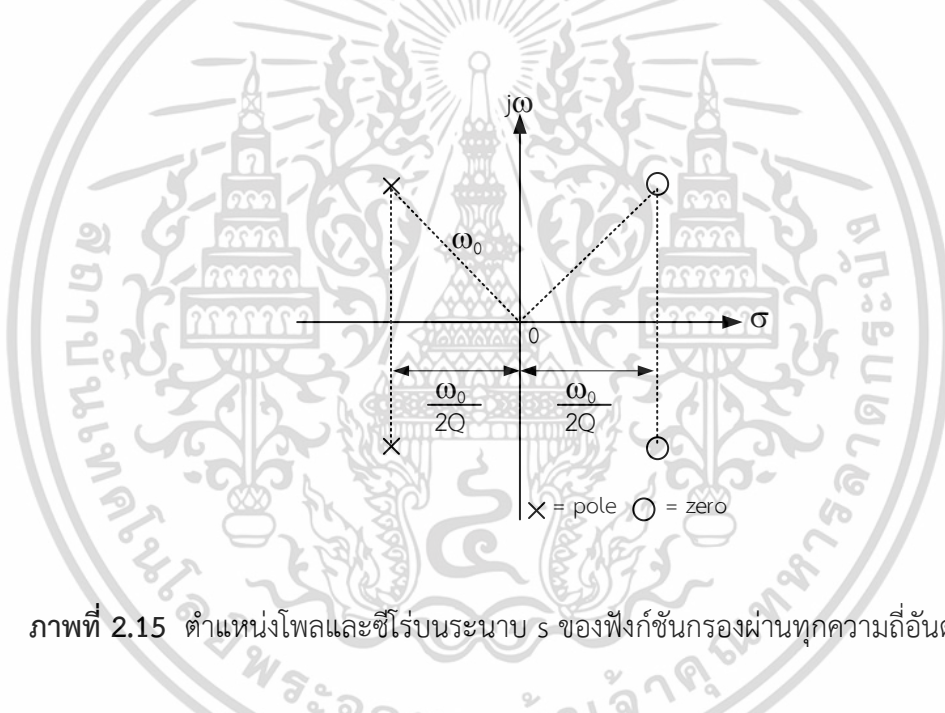 jω
ω₀
σ
0
ω₀
2Q
ω₀
2Q
= pole = zero
ภาพที่ 2.15 ตำแหน่งโพลและซีโร่บนระนาบ s ของฟังก์ชันกรองผ่านทุกความถี่อัน